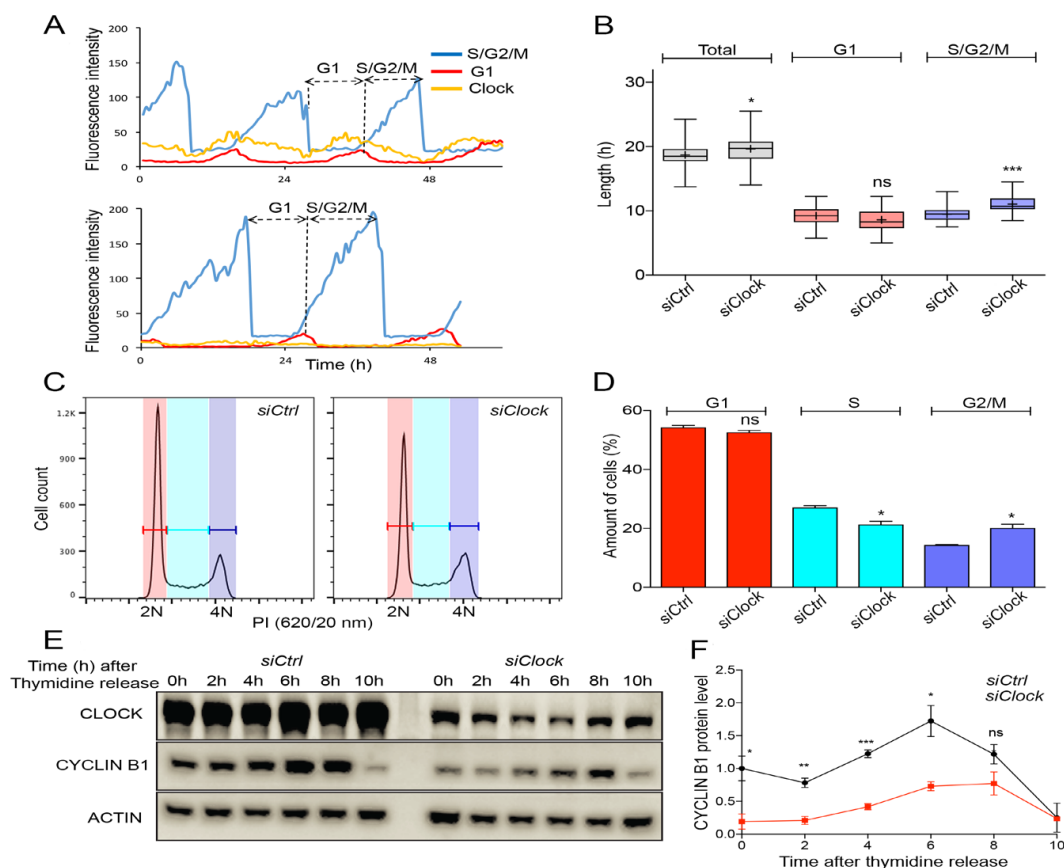 A
Fluorescence intensity
200
150
100
50
0
G1
S/G2/M
S/G2/M
G1
Clock
24
48
Fluorescence intensity
200
150
100
50
0
G1
S/G2/M
0
24
48
Time (h)
B
Total
G1
S/G2/M
Length (h)
30
20
10
0
*
ns
***
siCtrl
siClock
siCtrl
siClock
siCtrl
siClock
C
Cell count
1.2K
900
600
300
0
siCtrl
siClock
2N
4N
2N
4N
PI (620/20 nm)
D
G1
S
G2/M
Amount of cells (%)
60
40
20
0
ns
*
*
siCtrl
siClock
siCtrl
siClock
siCtrl
siClock
E
siCtrl
siClock
Time (h) after
Thymidine release
0h 2h 4h 6h 8h 10h
0h 2h 4h 6h 8h 10h
CLOCK
CYCLIN B1
ACTIN
F
siCtrl
siClock
CYCLIN B1 protein level
2.5
2.0
1.5
1.0
0.5
0.0
*
**
***
*
ns
0 2 4 6 8 10
Time after thymidine release